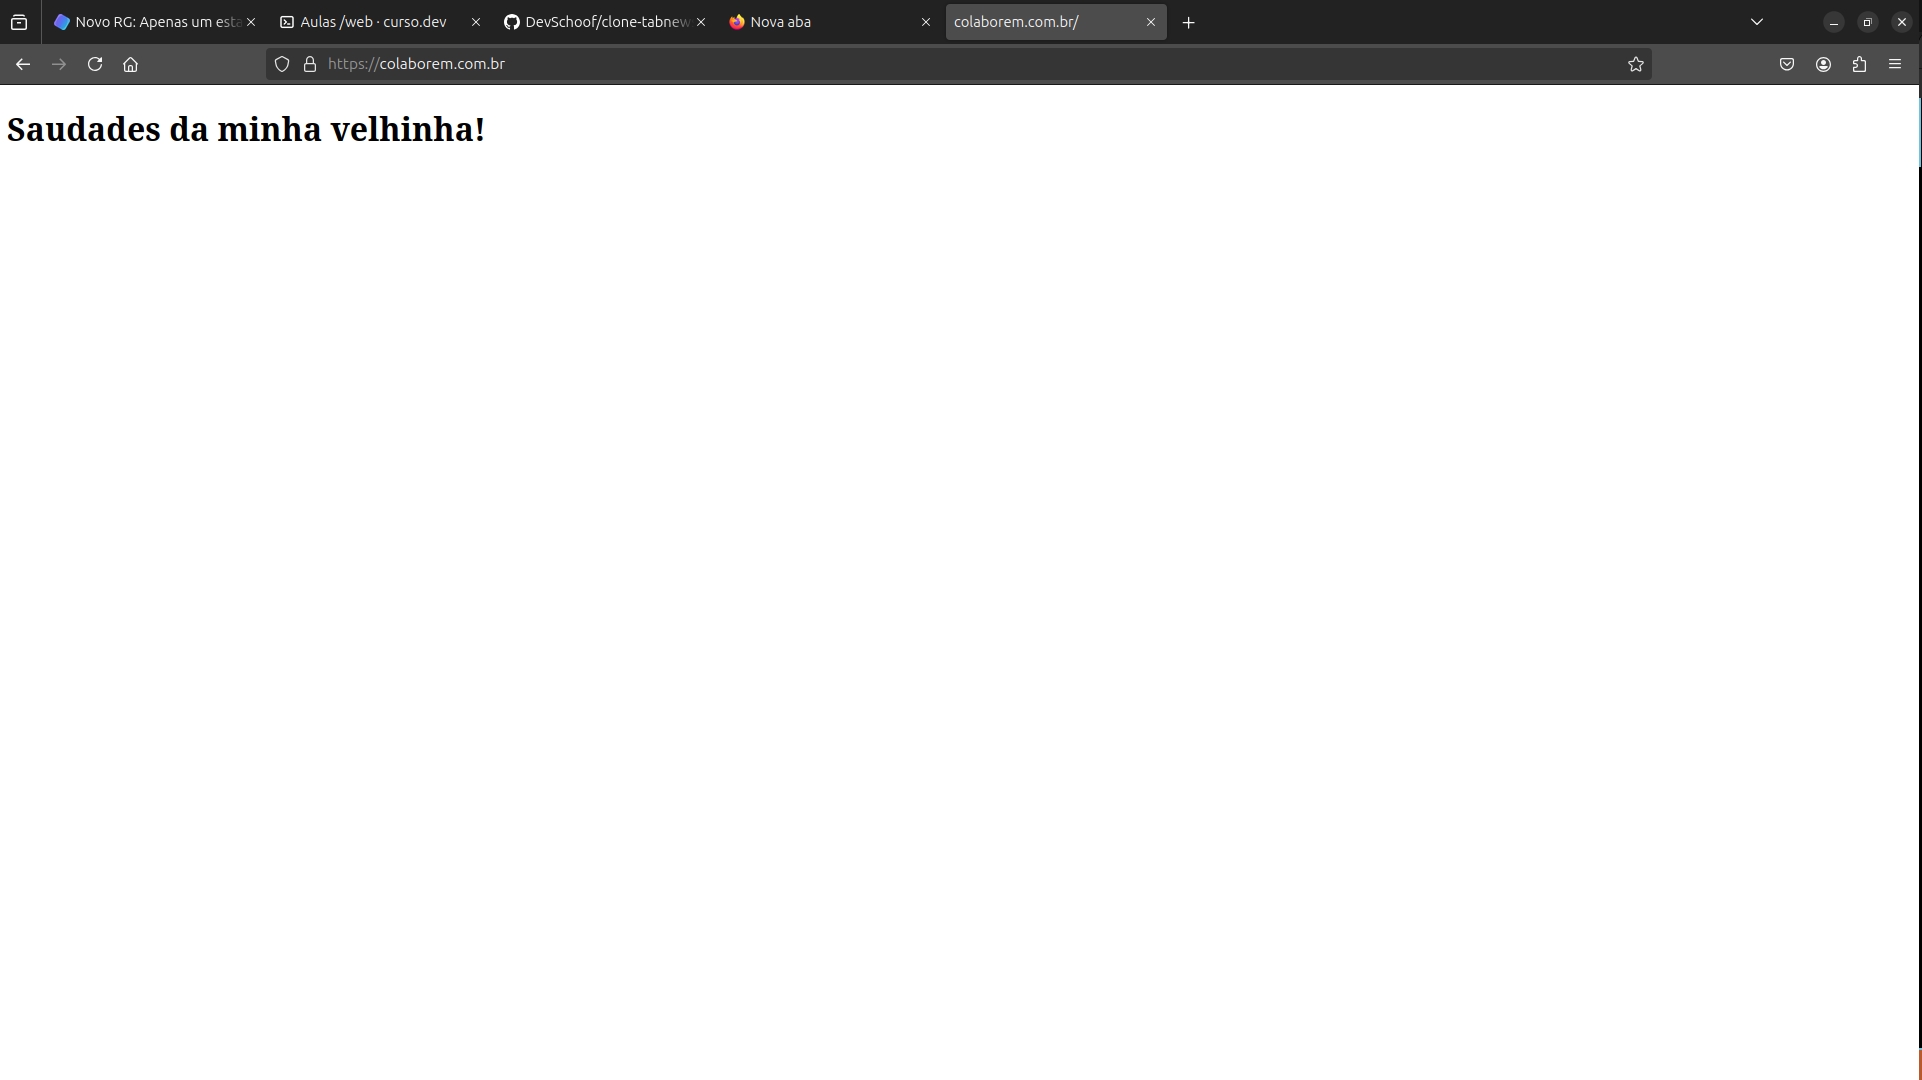 Novo RG: Apenas um esta
Aulas /web · curso.dev
DevSchoof/clone-tabnew
Nova aba
colaborem.com.br/
https://colaborem.com.br
Saudades da minha velhinha!